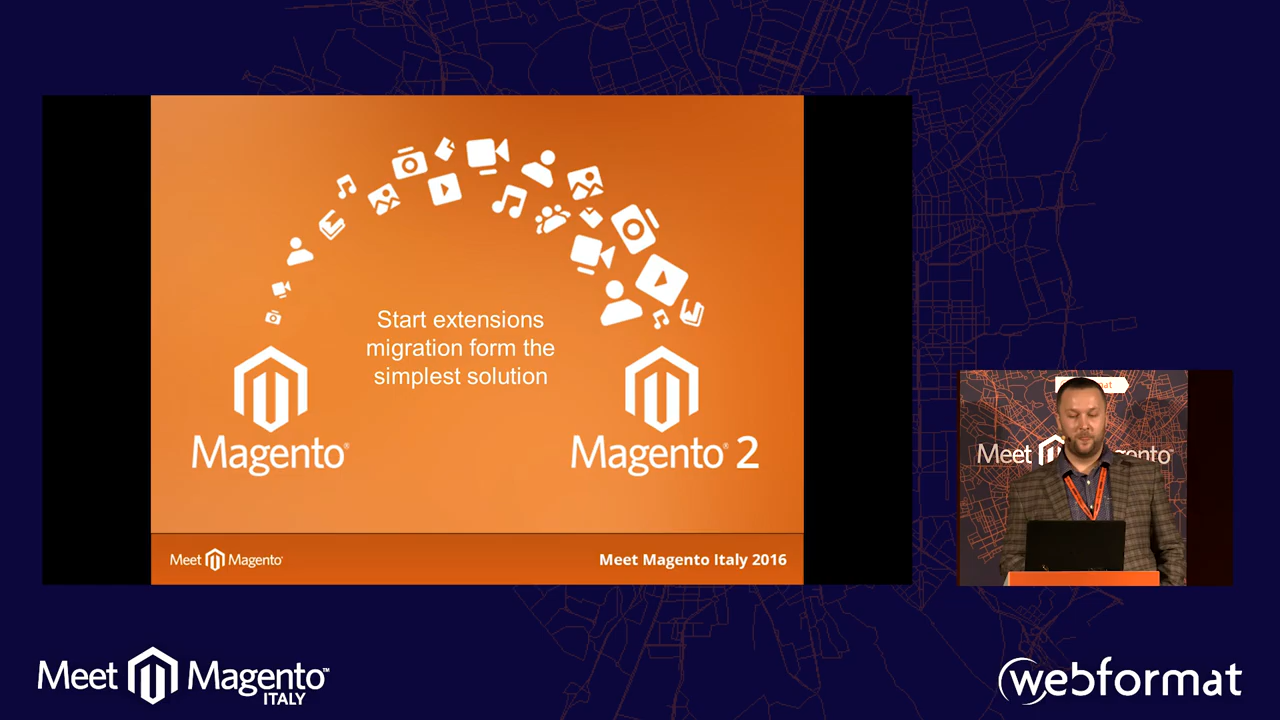 Start extensions
migration form the
simplest solution
Magento®
Magento® 2
Meet Magento®
Meet Magento Italy 2016
Meet Magento
Meet Magento™
ITALY
webformat